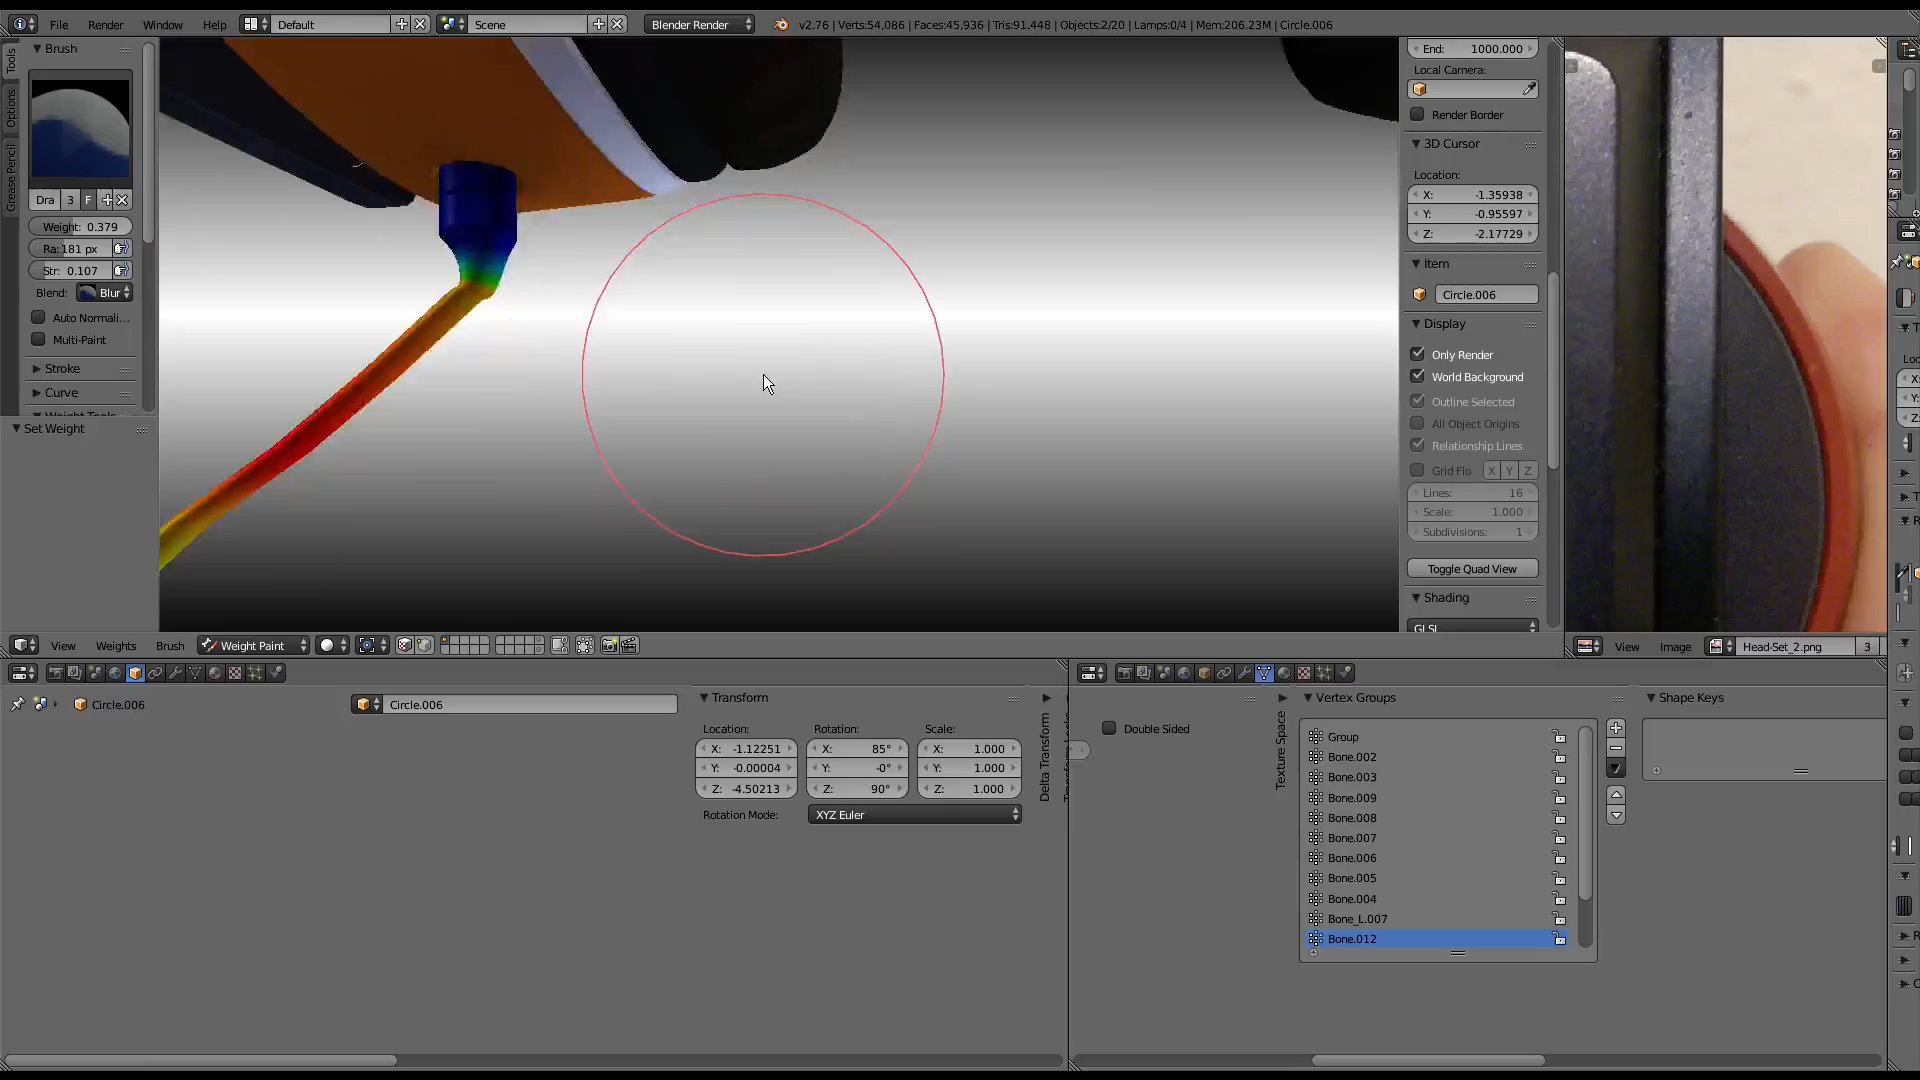 File Render Window Help Default Scene Blender Render v2.76 | Verts:54,086 | Faces:45,936 | Tris:91,448 | Objects:2/20 | Lamps:0/4 | Mem:206.23M | Circle.006
Tools
Options
Grease Pencil
Brush
Dra 3 F
Weight: 0.379
Ra: 181 px
Str: 0.107
Blend: Blur
Auto Normali...
Multi-Paint
Stroke
Curve
Set Weight
End: 1000.000
Local Camera:
Render Border
3D Cursor
Location:
X: -1.35938
Y: -0.95597
Z: -2.17729
Item
Circle.006
Display
Only Render
World Background
Outline Selected
All Object Origins
Relationship Lines
Grid Flo X Y Z
Lines: 16
Scale: 1.000
Subdivisions: 1
Toggle Quad View
Shading
GLSL
View Weights Brush Weight Paint
View Image Head-Set_2.png 3
Circle.006
Circle.006
Transform
Location: Rotation: Scale:
X: -1.12251 X: 85° X: 1.000
Y: -0.00004 Y: -0° Y: 1.000
Z: -4.50213 Z: 90° Z: 1.000
Rotation Mode: XYZ Euler
Delta Transform
Double Sided
Texture Space
Vertex Groups
Group
Bone.002
Bone.003
Bone.009
Bone.008
Bone.007
Bone.006
Bone.005
Bone.004
Bone_L.007
Bone.012
Shape Keys